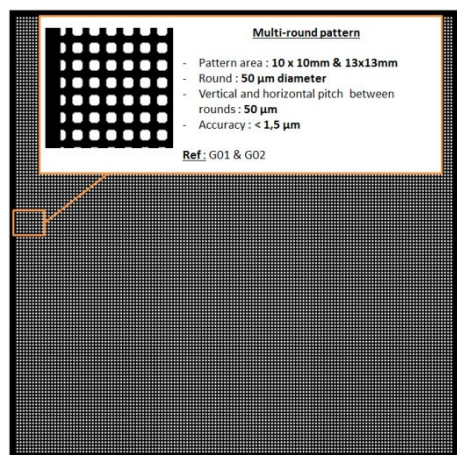 Multi-round pattern
- Pattern area : 10 x 10mm & 13x13mm
- Round : 50 µm diameter
- Vertical and horizontal pitch between
rounds : 50 µm
- Accuracy : < 1,5 µm
Ref : G01 & G02